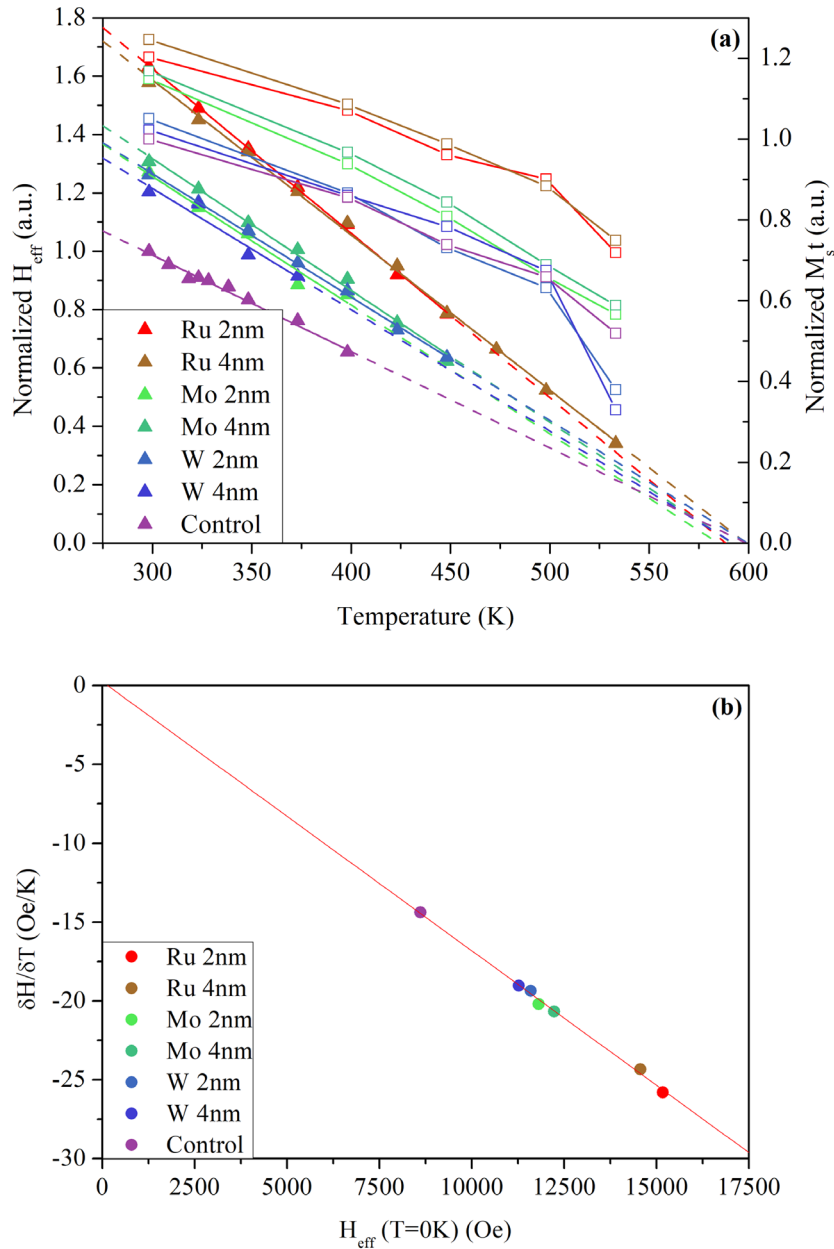 (a)
Normalized H_eff (a.u.)
1.8
1.6
1.4
1.2
1.0
0.8
0.6
0.4
0.2
0.0
Ru 2nm
Ru 4nm
Mo 2nm
Mo 4nm
W 2nm
W 4nm
Control
1.2
1.0
0.8
0.6
0.4
0.2
0.0
Normalized M_s t (a.u.)
300 350 400 450 500 550 600
Temperature (K)
(b)
δH/δT (Oe/K)
0
-5
-10
-15
-20
-25
-30
Ru 2nm
Ru 4nm
Mo 2nm
Mo 4nm
W 2nm
W 4nm
Control
0 2500 5000 7500 10000 12500 15000 17500
H_eff (T=0K) (Oe)